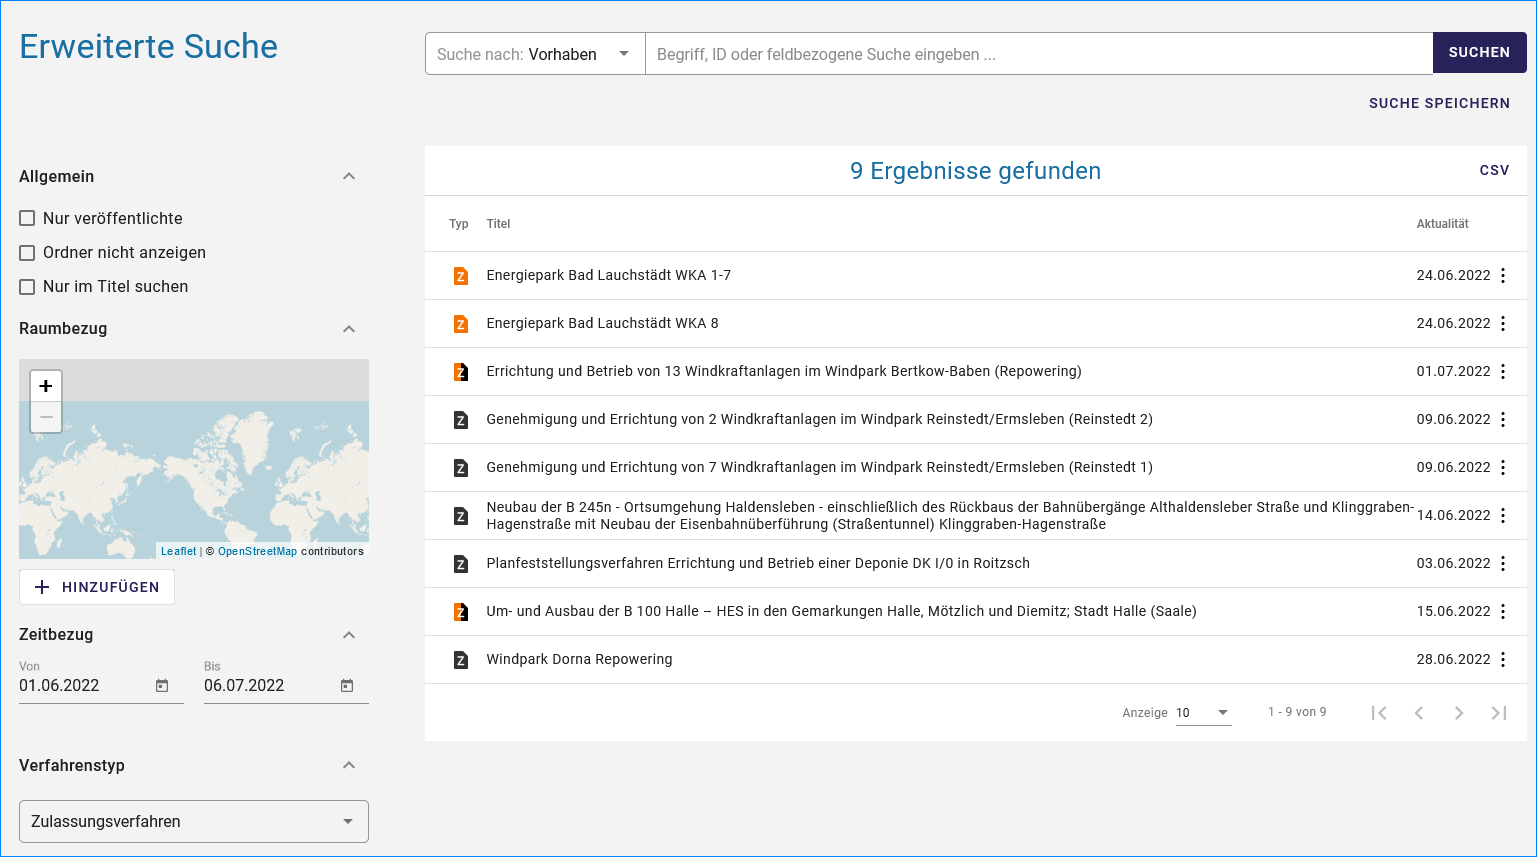 Erweiterte Suche
Suche nach: Vorhaben
Begriff, ID oder feldbezogene Suche eingeben ...
SUCHEN
SUCHE SPEICHERN
Allgemein
Nur veröffentlichte
Ordner nicht anzeigen
Nur im Titel suchen
Raumbezug
+
−
Leaflet | © OpenStreetMap contributors
HINZUFÜGEN
Zeitbezug
Von
01.06.2022
Bis
06.07.2022
Verfahrenstyp
Zulassungsverfahren
9 Ergebnisse gefunden
CSV
Typ Titel Aktualität
Z Energiepark Bad Lauchstädt WKA 1-7 24.06.2022
Z Energiepark Bad Lauchstädt WKA 8 24.06.2022
Z Errichtung und Betrieb von 13 Windkraftanlagen im Windpark Bertkow-Baben (Repowering) 01.07.2022
Z Genehmigung und Errichtung von 2 Windkraftanlagen im Windpark Reinstedt/Ermsleben (Reinstedt 2) 09.06.2022
Z Genehmigung und Errichtung von 7 Windkraftanlagen im Windpark Reinstedt/Ermsleben (Reinstedt 1) 09.06.2022
Z Neubau der B 245n - Ortsumgehung Haldensleben - einschließlich des Rückbaus der Bahnübergänge Althaldensleber Straße und Klinggraben-
Hagenstraße mit Neubau der Eisenbahnüberführung (Straßentunnel) Klinggraben-Hagenstraße 14.06.2022
Z Planfeststellungsverfahren Errichtung und Betrieb einer Deponie DK I/0 in Roitzsch 03.06.2022
Z Um- und Ausbau der B 100 Halle – HES in den Gemarkungen Halle, Mötzlich und Diemitz; Stadt Halle (Saale) 15.06.2022
Z Windpark Dorna Repowering 28.06.2022
Anzeige 10 1 - 9 von 9